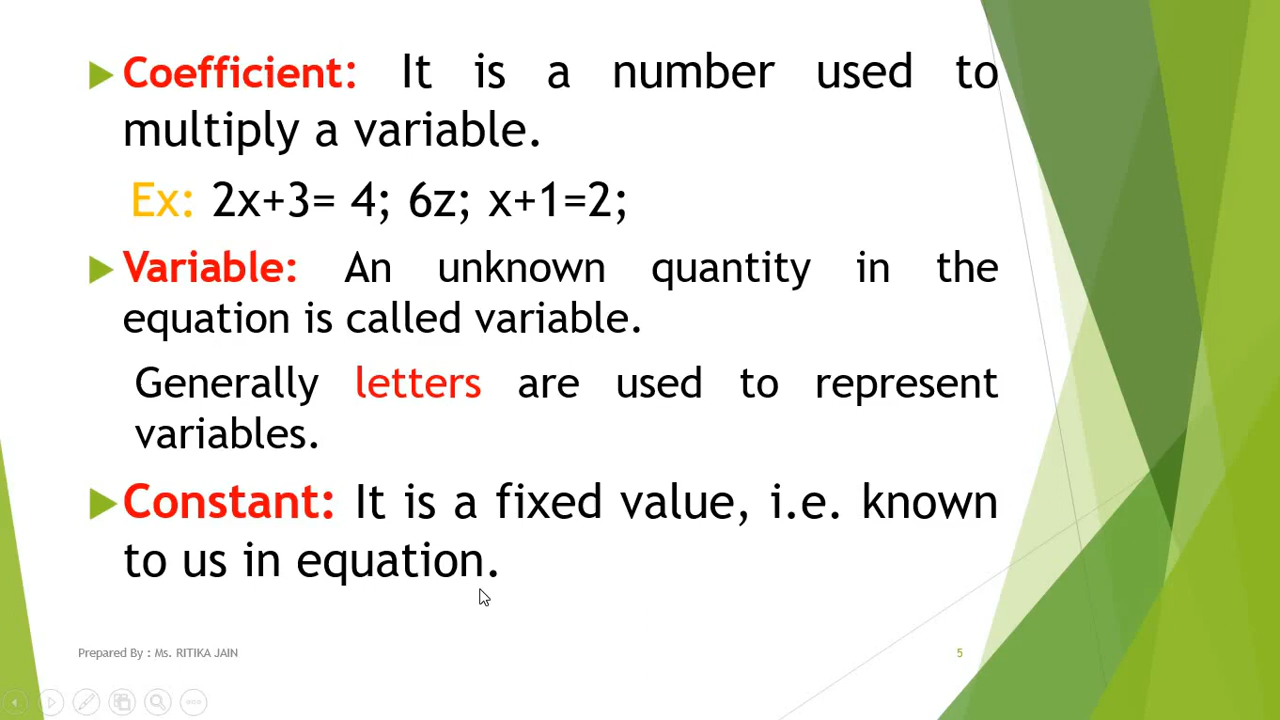 Coefficient: It is a number used to
multiply a variable.
Ex: 2x+3= 4; 6z; x+1=2;
Variable: An unknown quantity in the
equation is called variable.
Generally letters are used to represent
variables.
Constant: It is a fixed value, i.e. known
to us in equation.
Prepared By : Ms. RITIKA JAIN
5